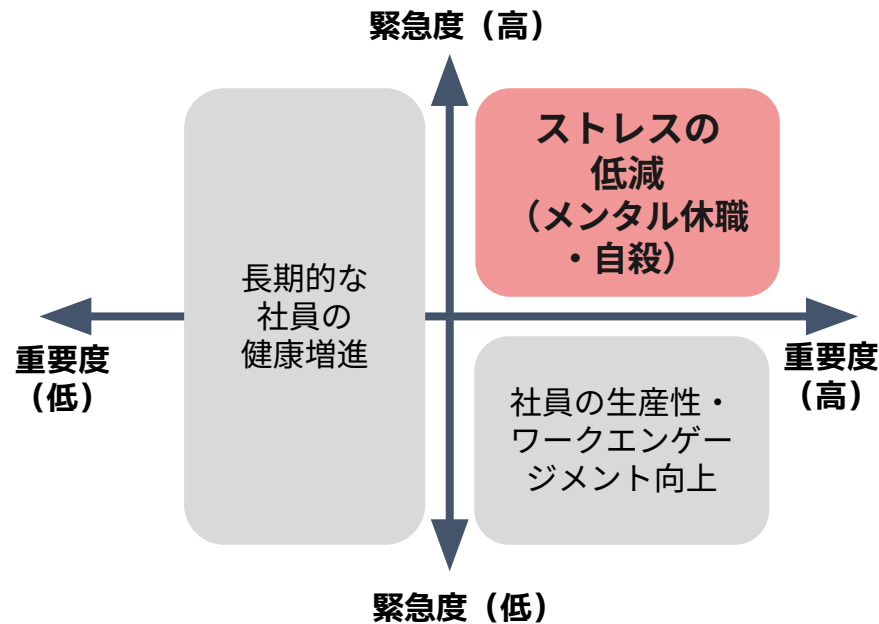 緊急度（高）
ストレスの
低減
（メンタル休職
・自殺）
長期的な
社員の
健康増進
重要度
（低）
重要度
（高）
社員の生産性・
ワークエンゲー
ジメント向上
緊急度（低）